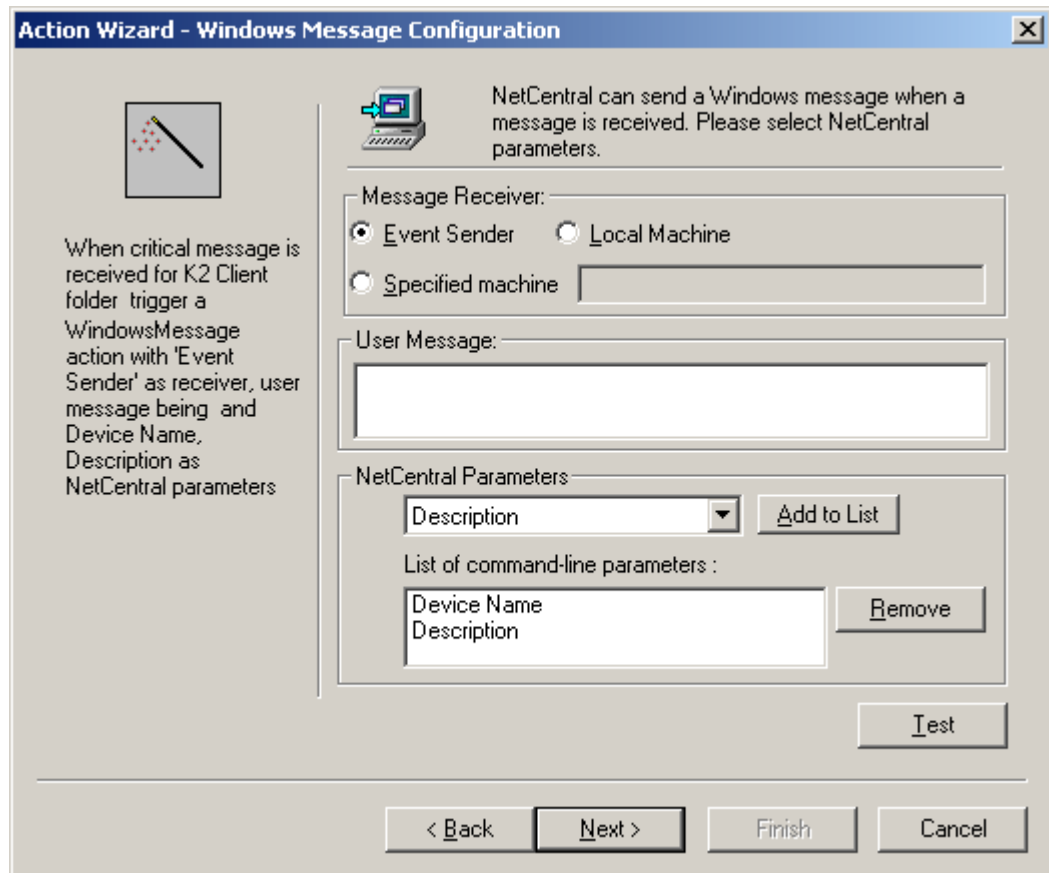 Action Wizard - Windows Message Configuration
NetCentral can send a Windows message when a
message is received. Please select NetCentral
parameters.
When critical message is
received for K2 Client
folder trigger a
WindowsMessage
action with 'Event
Sender' as receiver, user
message being and
Device Name,
Description as
NetCentral parameters
Message Receiver:
Event Sender
Local Machine
Specified machine
User Message:
NetCentral Parameters
Description
Add to List
List of command-line parameters :
Device Name
Description
Remove
Test
< Back
Next >
Finish
Cancel